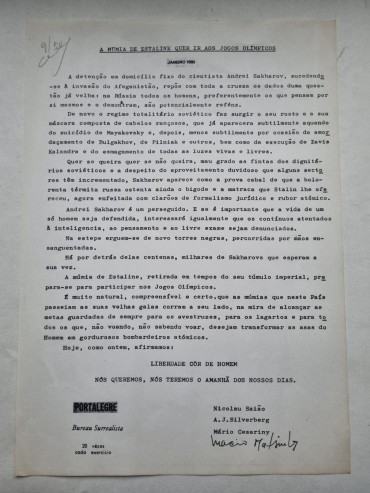 A MÚMIA DE ESTALINE QUER IR AOS JOGOS OLÍMPICOS
JANEIRO 1980
A detenção em domicílio fixo do cientista Andrei Sakharov, sucedendo-
se à invasão do Afganistão, repõe com toda a crueza os dados duma ques-
tão já velha: na Rússia todos os homens, preferentemente os que pensam por
si mesmos e o demonstram, são potencialmente reféns.
De novo o regime totalitário soviético faz surgir o seu rosto e o seu
máscara composta de cabelos ranhosos, que já aparecera subtilmente aquando
do suicídio de Mayakovsky e, depois, menos subtilmente por ocasião do amor
daçamento de Bulgakhov, de Pilniak e outros, bem como da execução de Zavis
Kalandra e do esmagamento de todas as luzes vivas e livres.
Quer se queira quer se não queira, mau grado as fintas dos dignitá-
rios soviéticos e a despeito do aproveitamento duvidoso que alguns secto
res têm incrementado, Sakharov aparece como a prova cabal de que a holo-
renta térmita russa ostenta ainda o bigode e a matraca que Stalin lhe ofe
receu, agora enfeitada com clarões de formalismo jurídico e rubor atómico.
Andrei Sakharov é um perseguido. E se é importante que a vida de um
só homem seja defendida, interessará igualmente que os contínuos atentados
à inteligência, ao pensamento e ao livre exame sejam denunciados.
Na estepe erguem-se de novo torres negras, percorridas por mãos en-
sanguentadas.
Há por detrás delas centenas, milhares de Sakharovs que esperam a
sua vez.
A múmia de Estaline, retirada em tempos do seu túmulo imperial, pre
para-se para participar nos Jogos Olímpicos.
É muito natural, compreensível e certo, que as múmias que neste País
passeiam as suas velhas galas corram a seu lado, na mira de alcançar as
metas guardadas de sempre para os avestruzes, para os lagartos e para to
dos os que, não voando, não sabendo voar, desejam transformar as asas do
Homem em gordurosos bombardeiros atómicos.
Hoje, como ontem, afirmamos:
LIBERDADE CÔR DE HOMEM
NÓS QUEREMOS, NÓS TEREMOS O AMANHÃ DOS NOSSOS DIAS.
PORTALEGRE
Bureau Surrealista
Nicolau Saião
A.J.Silverberg
Mário Cesariny